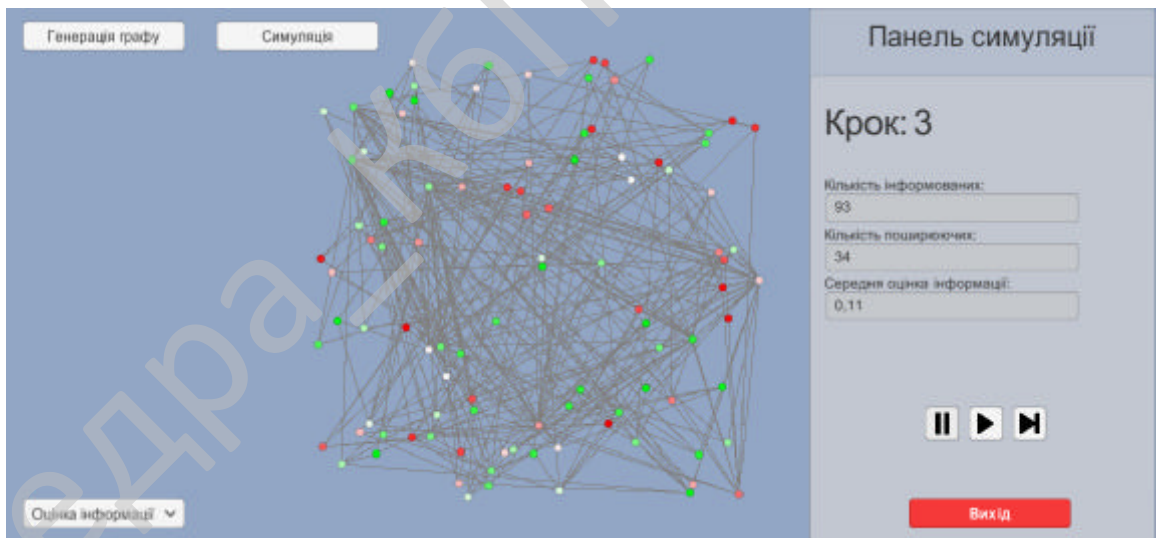 Генерація графу
Симуляція
Панель симуляції
Крок: 3
Кількість інформованих:
93
Кількість поширюючих:
34
Середня оцінка інформації:
0,11
Оцінка інформації
Вихід